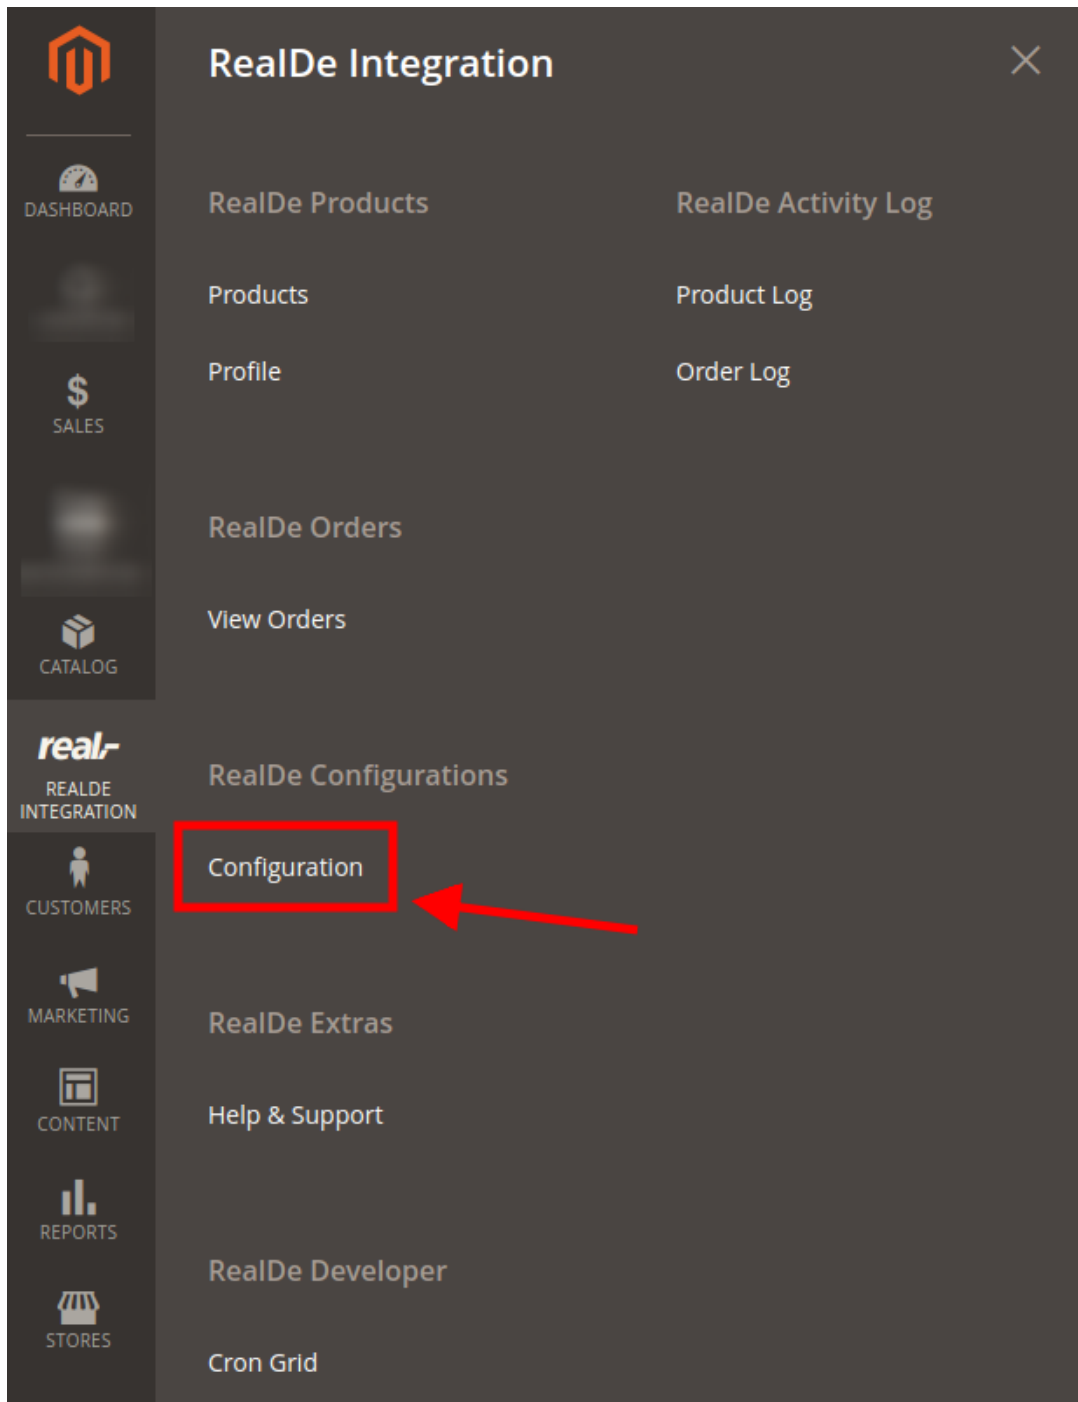 RealDe Integration
DASHBOARD
SALES
CATALOG
real,-
REALDE
INTEGRATION
CUSTOMERS
MARKETING
CONTENT
REPORTS
STORES
RealDe Products
Products
Profile
RealDe Activity Log
Product Log
Order Log
RealDe Orders
View Orders
RealDe Configurations
Configuration
RealDe Extras
Help & Support
RealDe Developer
Cron Grid